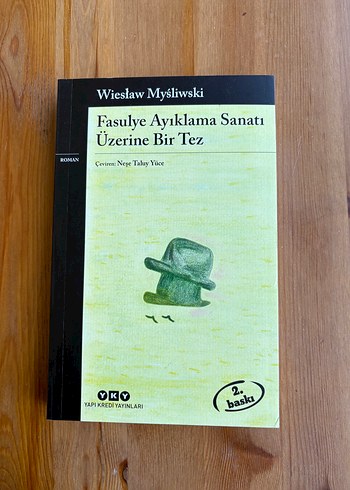 Wiesław Myśliwski
Fasulye Ayıklama Sanatı
Üzerine Bir Tez
ROMAN
Çeviren: Neşe Taluy Yüce
2.
baskı
YKY
YAPI KREDİ YAYINLARI